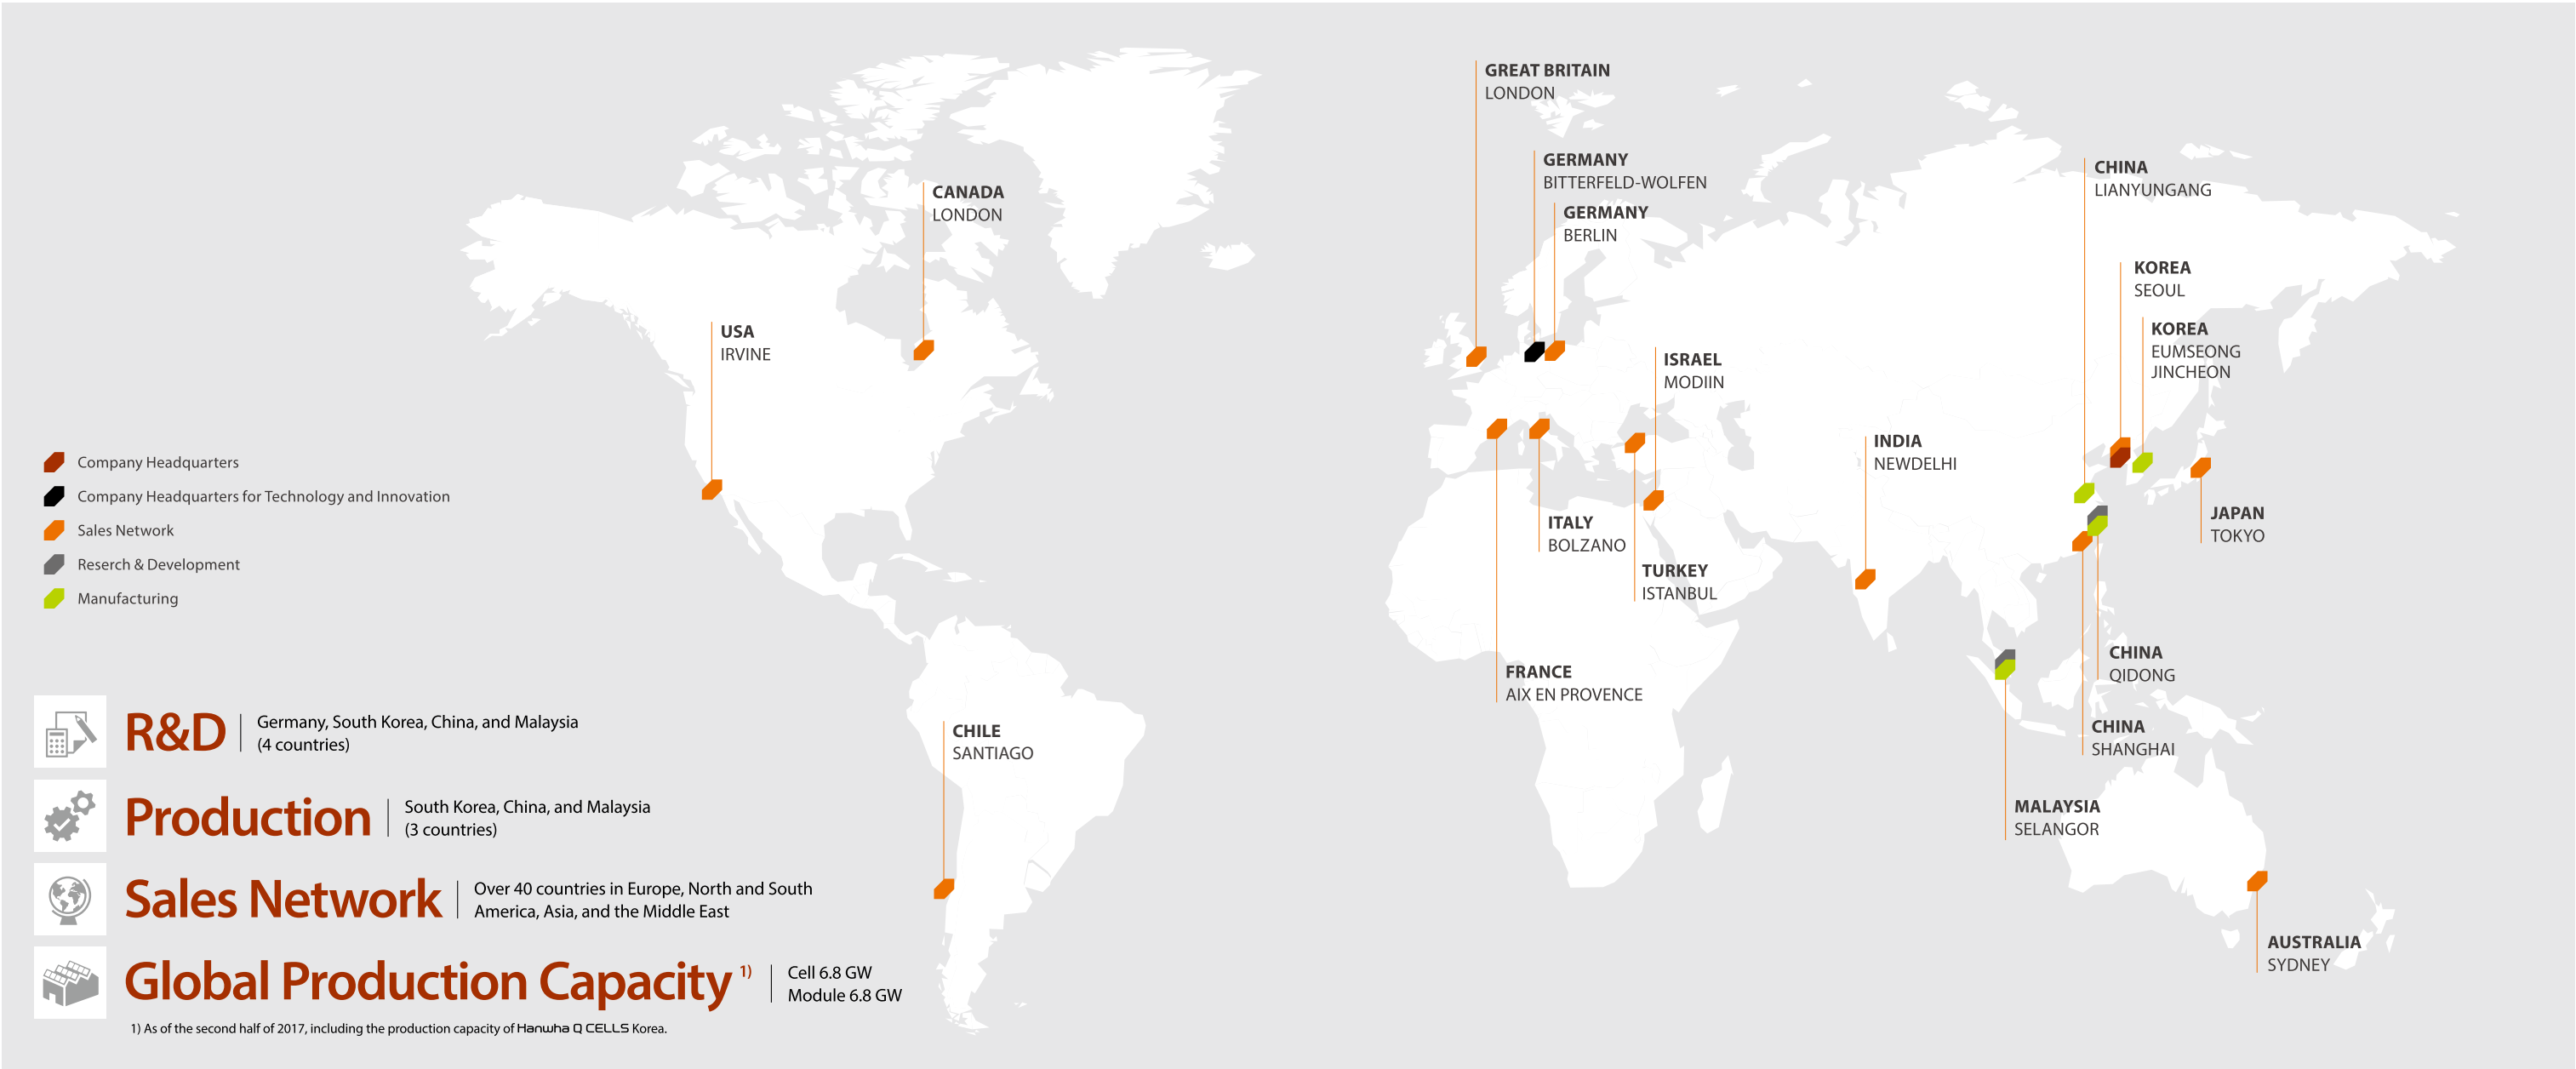 GREAT BRITAIN
LONDON
GERMANY
BITTERFELD-WOLFEN
GERMANY
BERLIN
CHINA
LIANYUNGANG
CANADA
LONDON
KOREA
SEOUL
USA
IRVINE
KOREA
EUMSEONG
JINCHEON
ISRAEL
MODIIN
INDIA
NEWDELHI
JAPAN
TOKYO
ITALY
BOLZANO
TURKEY
ISTANBUL
FRANCE
AIX EN PROVENCE
CHINA
QIDONG
CHINA
SHANGHAI
CHILE
SANTIAGO
MALAYSIA
SELANGOR
AUSTRALIA
SYDNEY
Company Headquarters
Company Headquarters for Technology and Innovation
Sales Network
Reserch & Development
Manufacturing
R&D
Germany, South Korea, China, and Malaysia
(4 countries)
Production
South Korea, China, and Malaysia
(3 countries)
Sales Network
Over 40 countries in Europe, North and South
America, Asia, and the Middle East
Global Production Capacity 1)
Cell 6.8 GW
Module 6.8 GW
1) As of the second half of 2017, including the production capacity of Hanwha Q CELLS Korea.